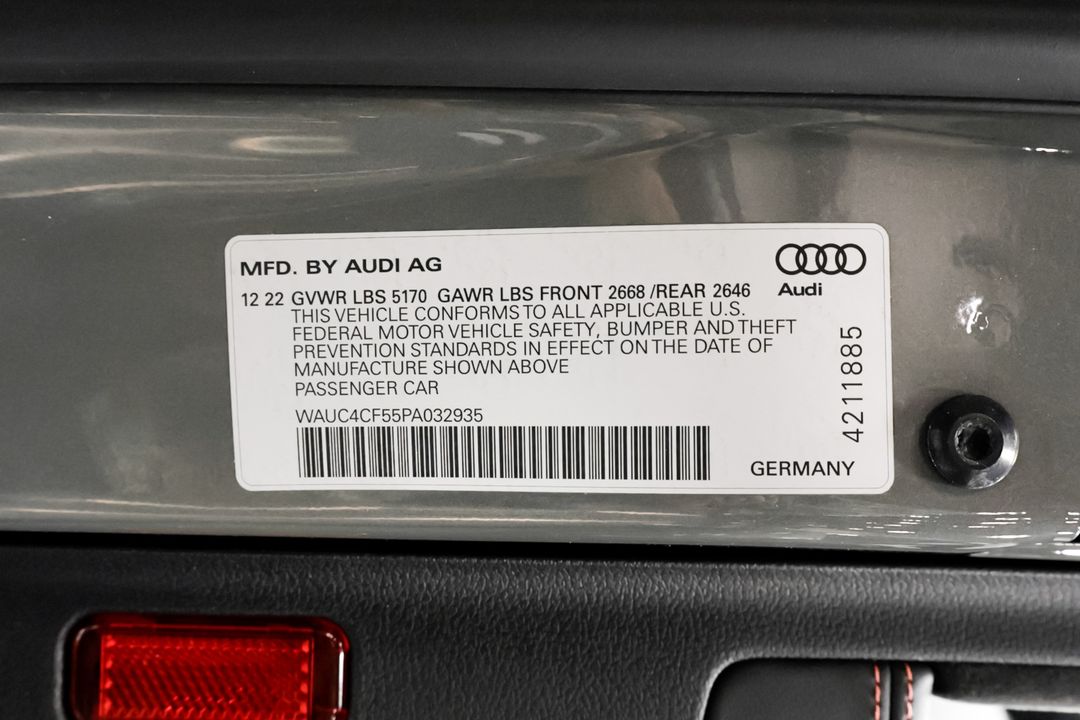 MFD. BY AUDI AG
Audi
12 22 GVWR LBS 5170 GAWR LBS FRONT 2668 /REAR 2646
THIS VEHICLE CONFORMS TO ALL APPLICABLE U.S.
FEDERAL MOTOR VEHICLE SAFETY, BUMPER AND THEFT
PREVENTION STANDARDS IN EFFECT ON THE DATE OF
MANUFACTURE SHOWN ABOVE
PASSENGER CAR
WAUC4CF55PA032935
4211885
GERMANY